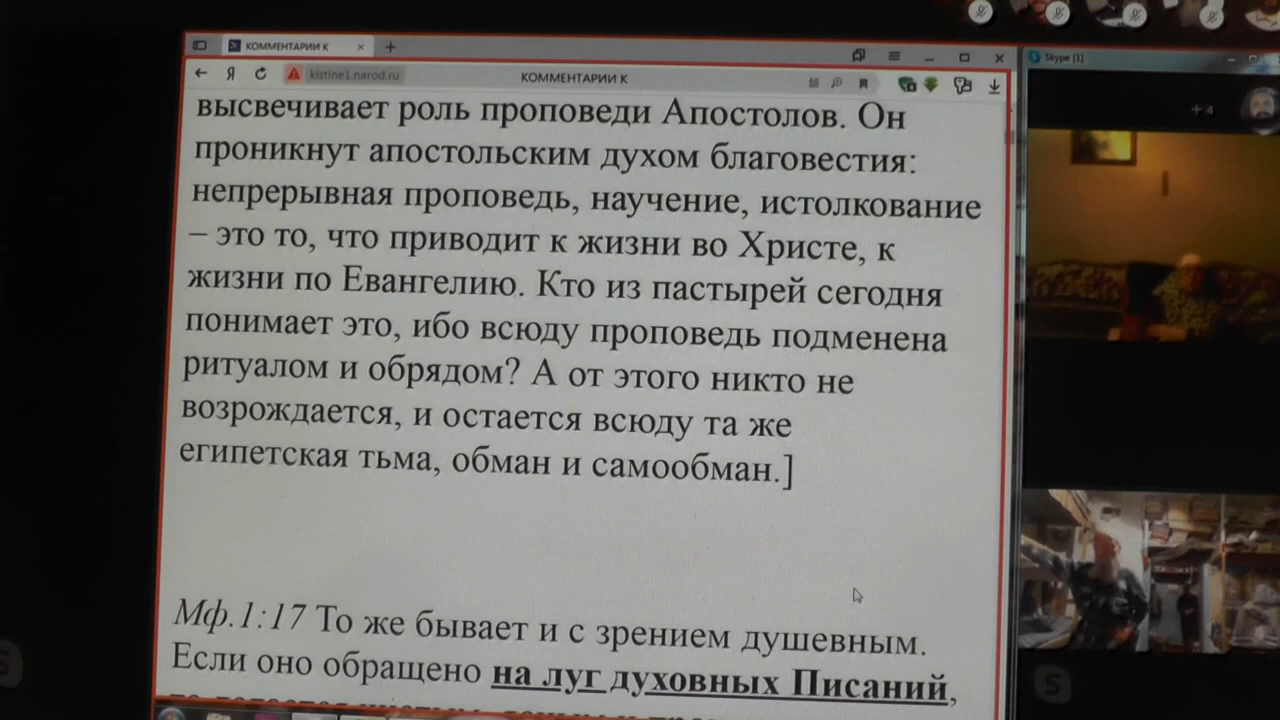 КОММЕНТАРИИ К
Skype [1]
kistine1.narod.ru
КОММЕНТАРИИ К
+4
высвечивает роль проповеди Апостолов. Он
проникнут апостольским духом благовестия:
непрерывная проповедь, научение, истолкование
– это то, что приводит к жизни во Христе, к
жизни по Евангелию. Кто из пастырей сегодня
понимает это, ибо всюду проповедь подменена
ритуалом и обрядом? А от этого никто не
возрождается, и остается всюду та же
египетская тьма, обман и самообман.]
Мф.1:17 То же бывает и с зрением душевным.
Если оно обращено на луг духовных Писаний,